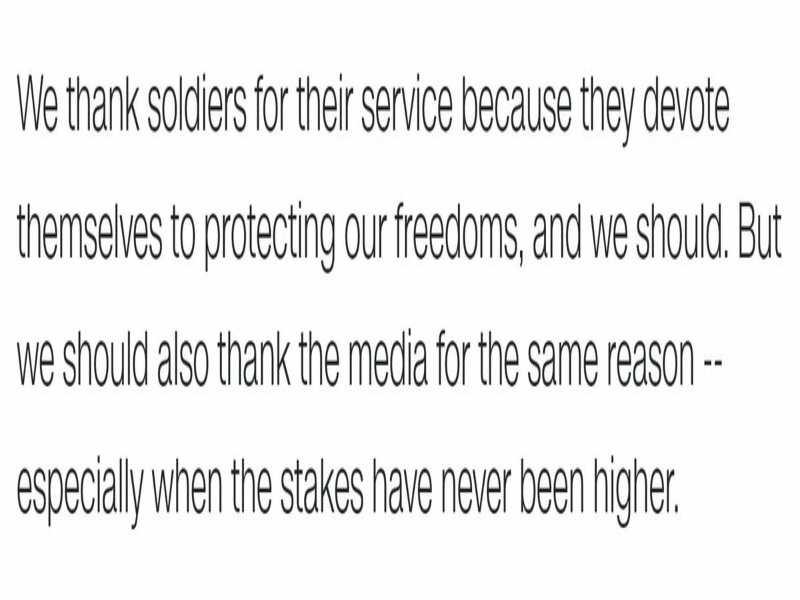 We thank soldiers for their service because they devote
themselves to protecting our freedoms, and we should. But
we should also thank the media for the same reason --
especially when the stakes have never been higher.